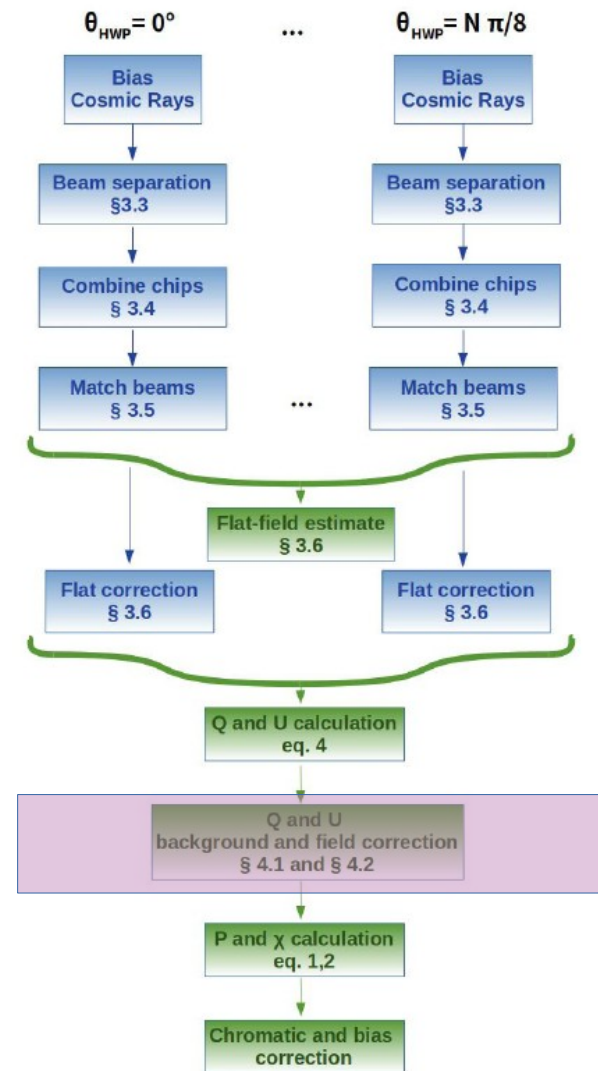 θHWP= 0º ... θHWP= N π/8
Bias
Cosmic Rays
Bias
Cosmic Rays
Beam separation
§3.3
Beam separation
§3.3
Combine chips
§ 3.4
Combine chips
§ 3.4
Match beams
§ 3.5
...
Match beams
§ 3.5
Flat-field estimate
§ 3.6
Flat correction
§ 3.6
Flat correction
§ 3.6
Q and U calculation
eq. 4
Q and U
background and field correction
§ 4.1 and § 4.2
P and χ calculation
eq. 1,2
Chromatic and bias
correction